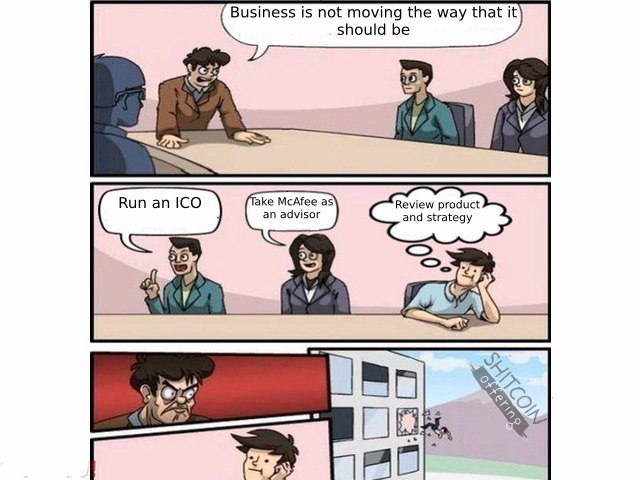 Business is not moving the way that it
should be
Run an ICO
Take McAfee as
an advisor
Review product
and strategy
SHITCOIN
offering